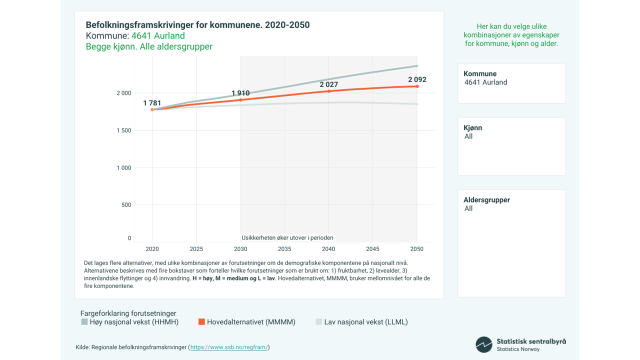 Befolkningsframskrivinger for kommunene. 2020-2050
Kommune: 4641 Aurland
Begge kjønn. Alle aldersgrupper
Her kan du velge ulike
kombinasjoner av egenskaper
for kommune, kjønn og alder.
Kommune
4641 Aurland
Kjønn
All
Aldersgrupper
All
2 000
1 500
1 000
500
0
1 781
1 910
2 027
2 092
Usikkerheten øker utover i perioden
2020
2025
2030
2035
2040
2045
2050
Det lages flere alternativer, med ulike kombinasjoner av forutsetninger om de demografiske komponentene på nasjonalt nivå.
Alternativene beskrives med fire bokstaver som forteller hvilke forutsetninger som er brukt om: 1) fruktbarhet, 2) levealder, 3)
innenlandske flyttinger og 4) innvandring. H = høy, M = medium og L = lav. Hovedalternativet, MMMM, bruker mellomnivået for alle de
fire komponentene.
Fargeforklaring forutsetninger
Høy nasjonal vekst (HHMH)
Hovedalternativet (MMMM)
Lav nasjonal vekst (LLML)
Kilde: Regionale befolkningsframskrivinger (https://www.ssb.no/regfram/)
Statistisk sentralbyrå
Statistics Norway